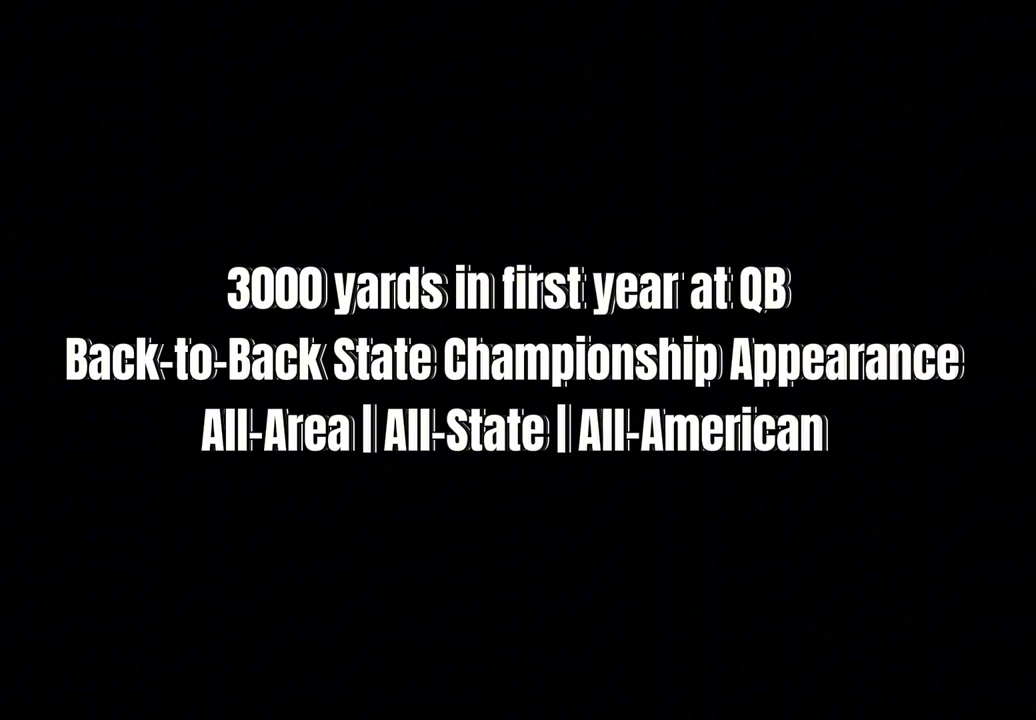 3000 yards in first year at QB
Back-to-Back State Championship Appearance
All-Area | All-State | All-American